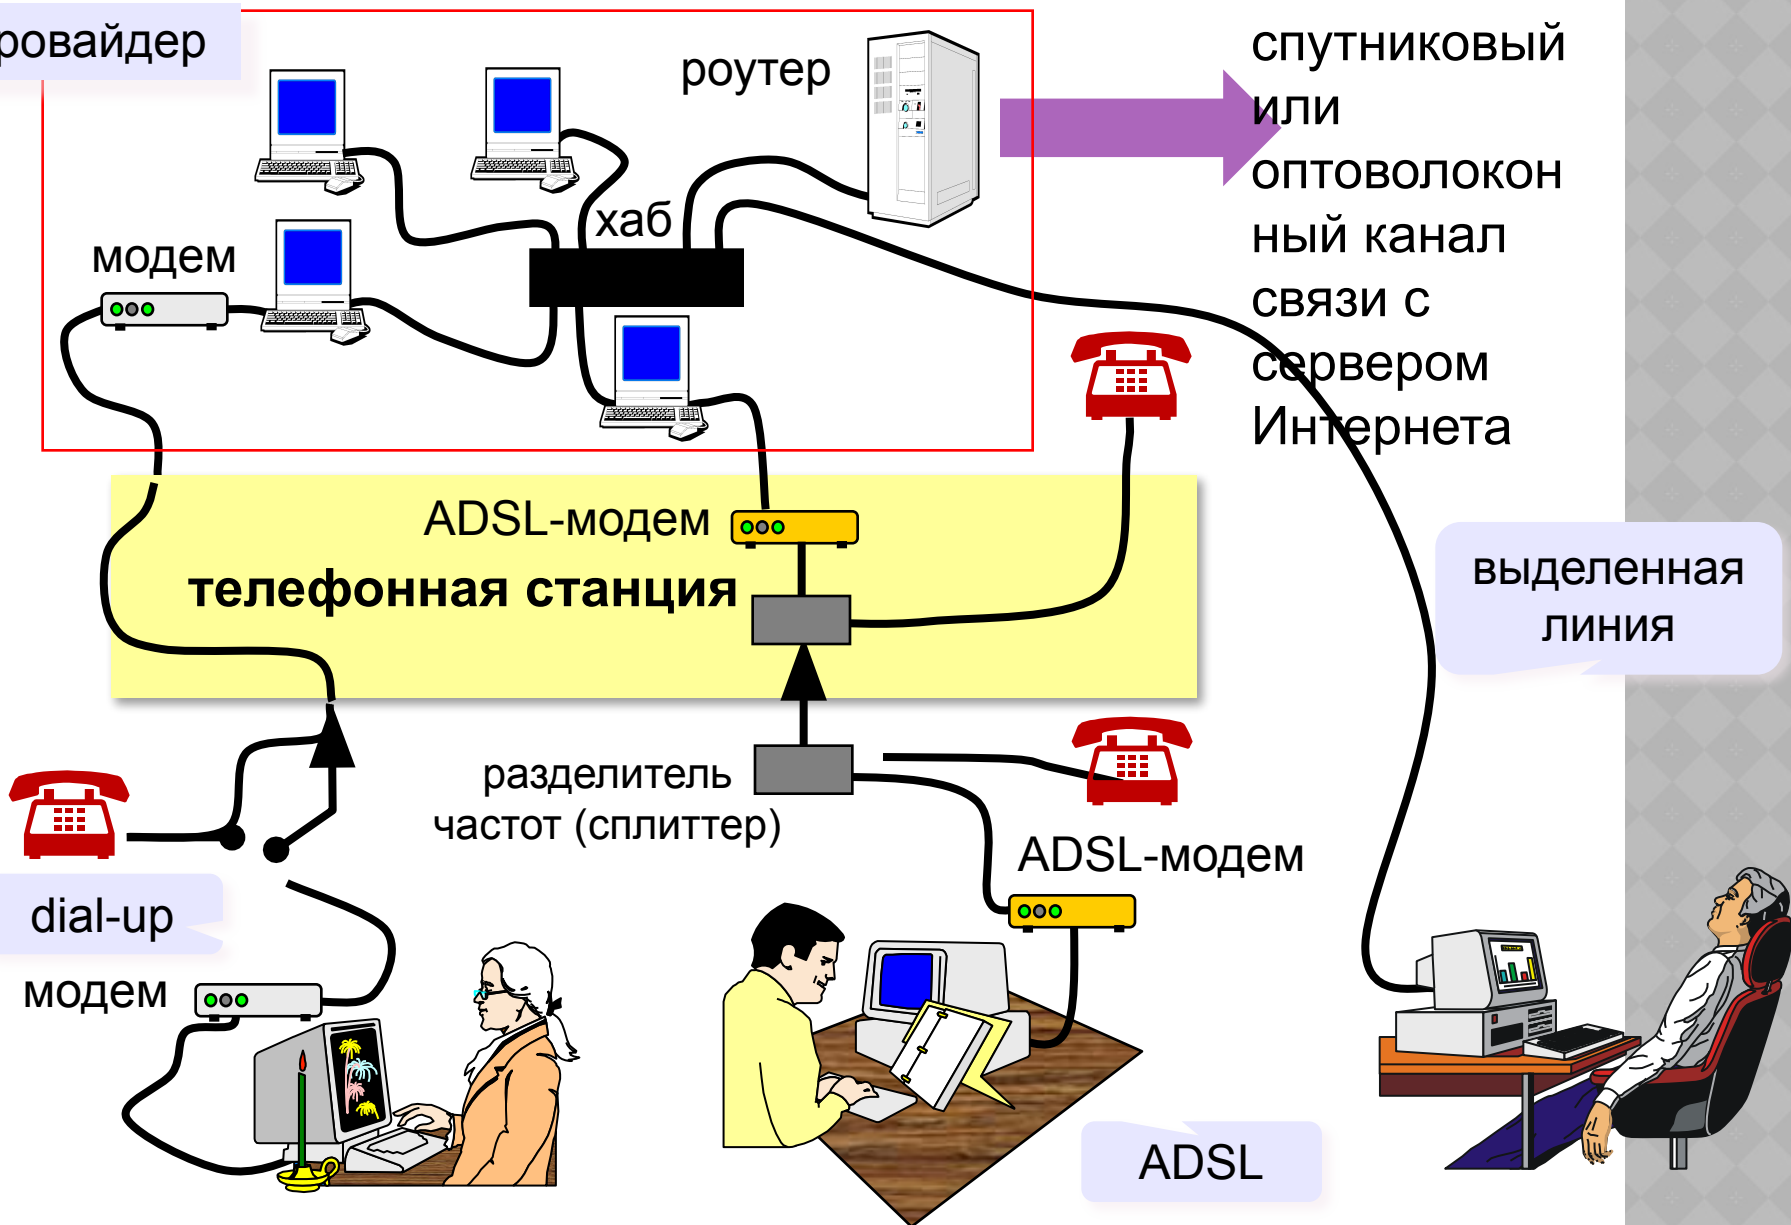 ровайдер
роутер
спутниковый
или
оптоволокон
ный канал
связи с
сервером
Интернета
хаб
модем
ADSL-модем
телефонная станция
выделенная
линия
разделитель
частот (сплиттер)
ADSL-модем
dial-up
модем
ADSL